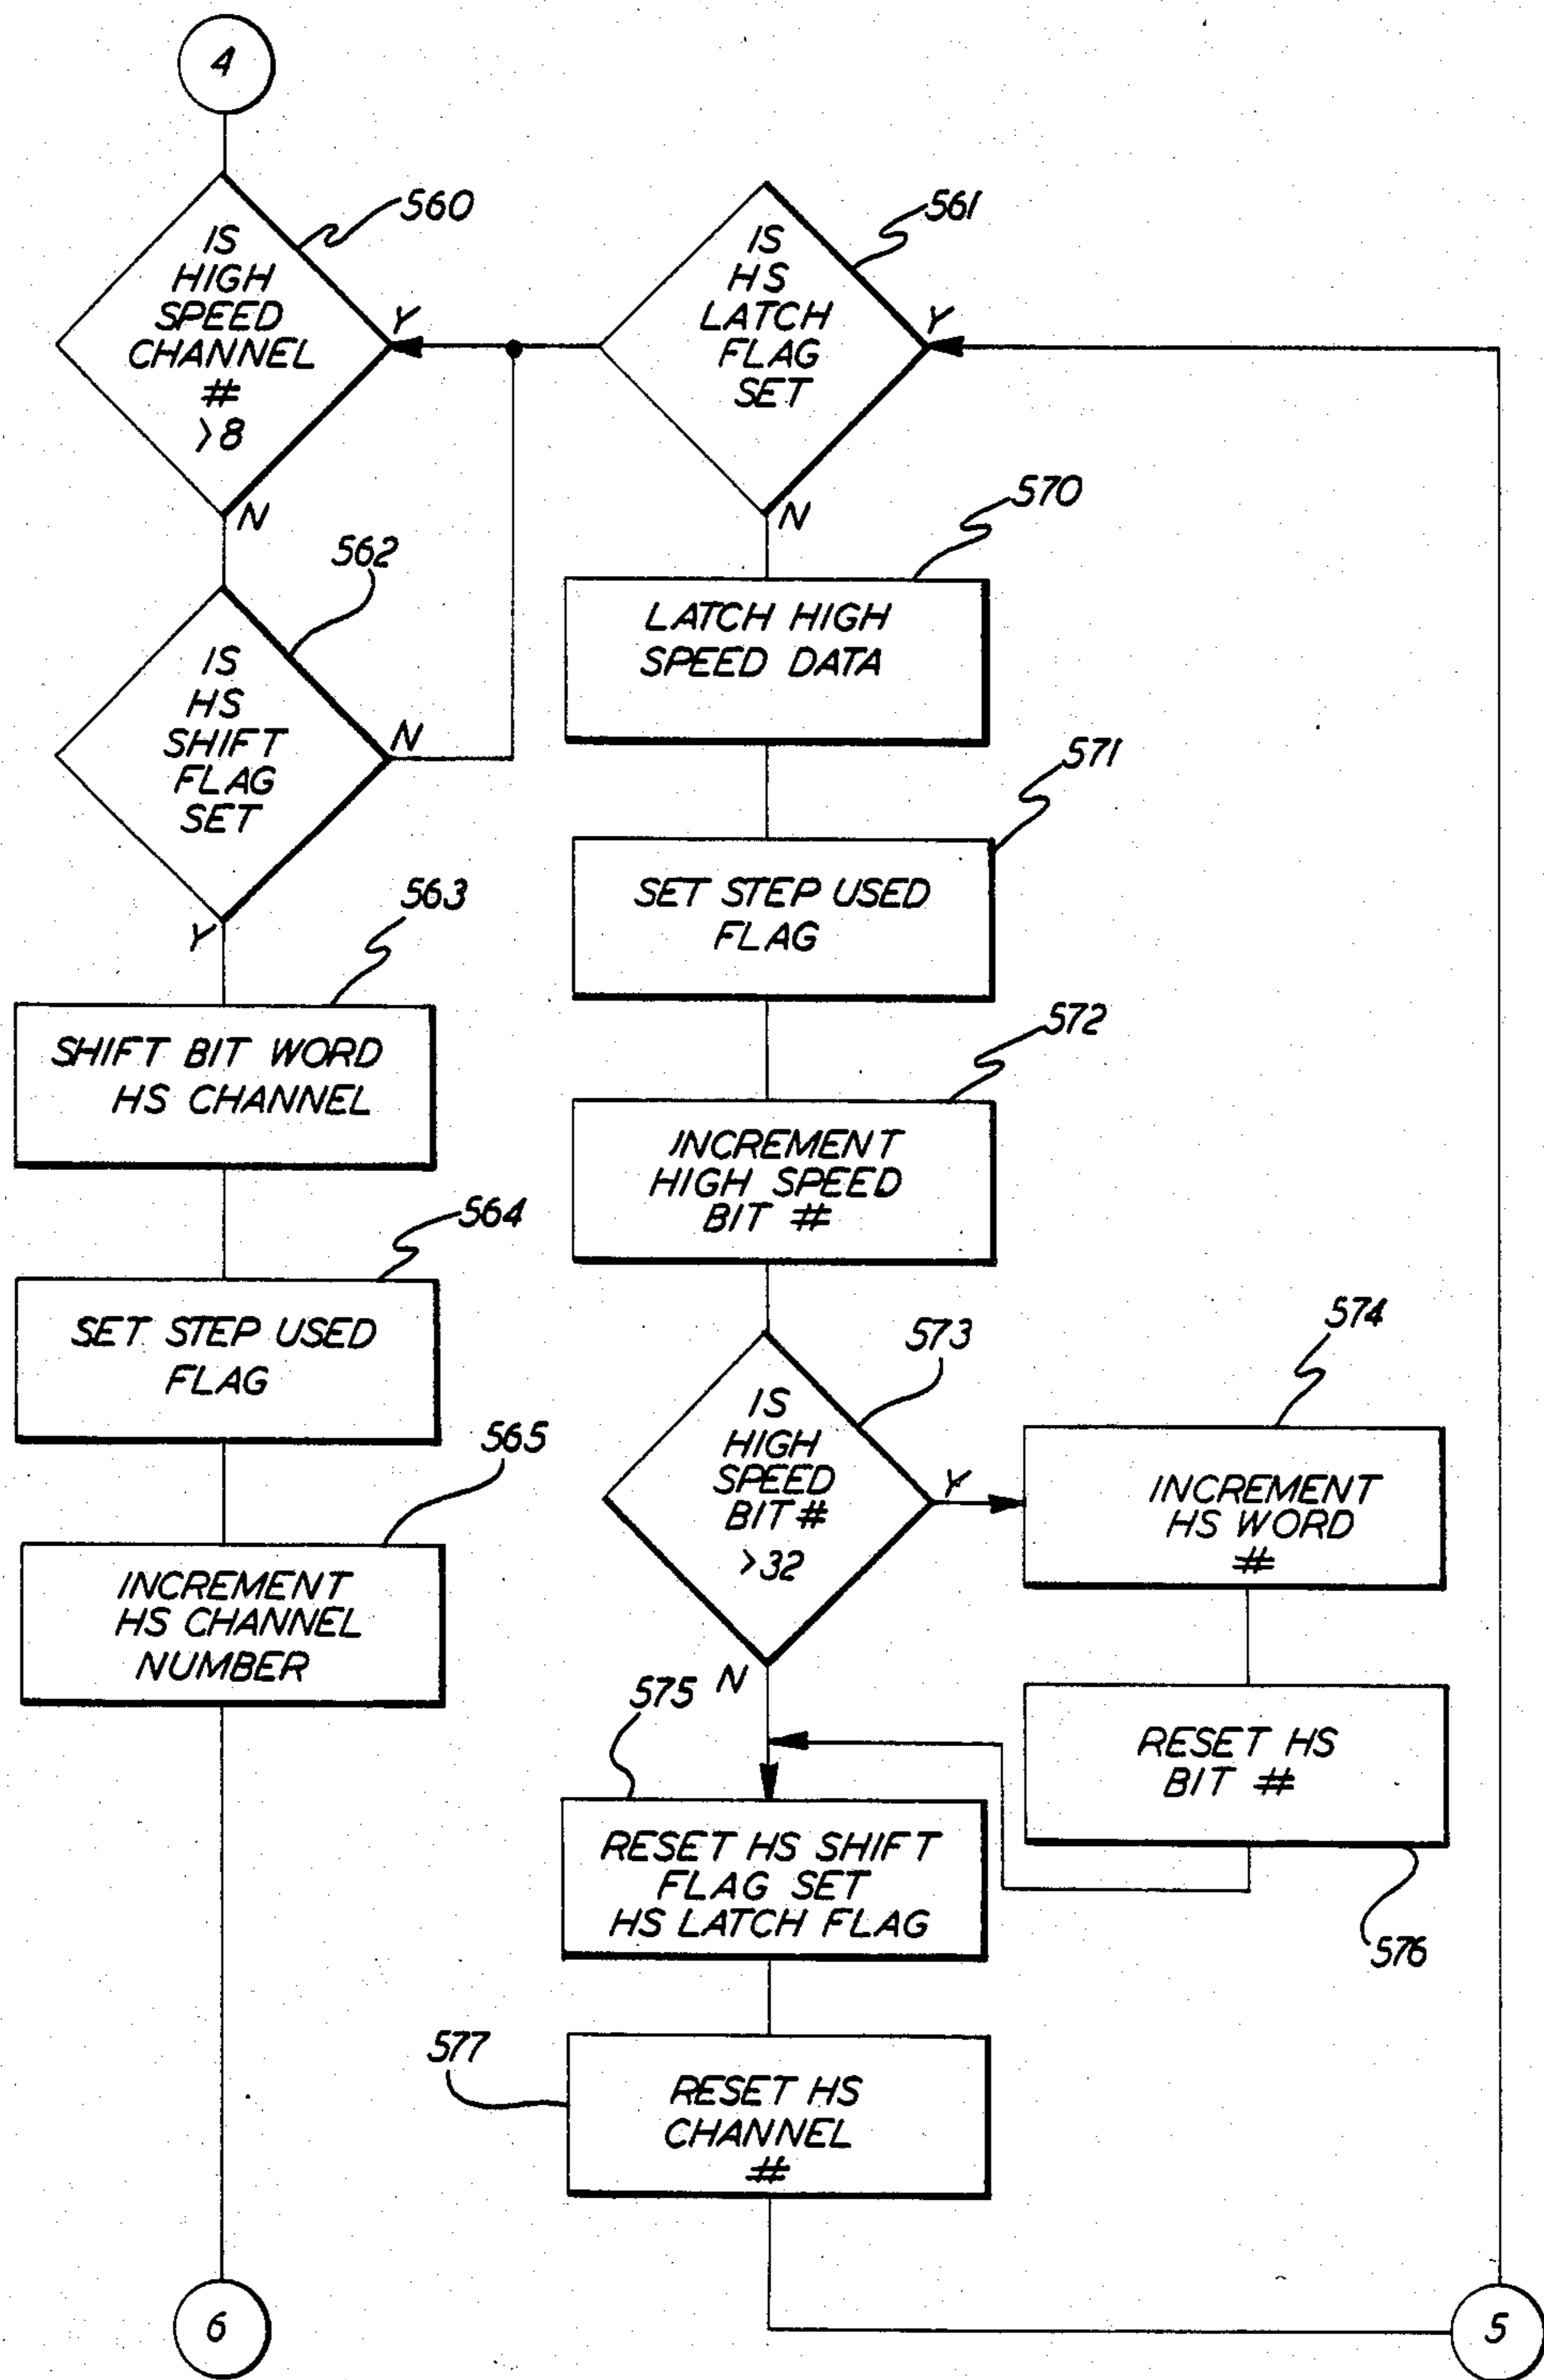 4
560
IS
HIGH
SPEED
CHANNEL
#
>8
Y
N
561
IS
HS
LATCH
FLAG
SET
Y
N
562
IS
HS
SHIFT
FLAG
SET
N
Y
563
SHIFT BIT WORD
HS CHANNEL
564
SET STEP USED
FLAG
565
INCREMENT
HS CHANNEL
NUMBER
6
570
LATCH HIGH
SPEED DATA
571
SET STEP USED
FLAG
572
INCREMENT
HIGH SPEED
BIT #
573
IS
HIGH
SPEED
BIT #
>32
Y
N
574
INCREMENT
HS WORD
#
RESET HS
BIT #
576
575
RESET HS SHIFT
FLAG SET
HS LATCH FLAG
577
RESET HS
CHANNEL
#
5